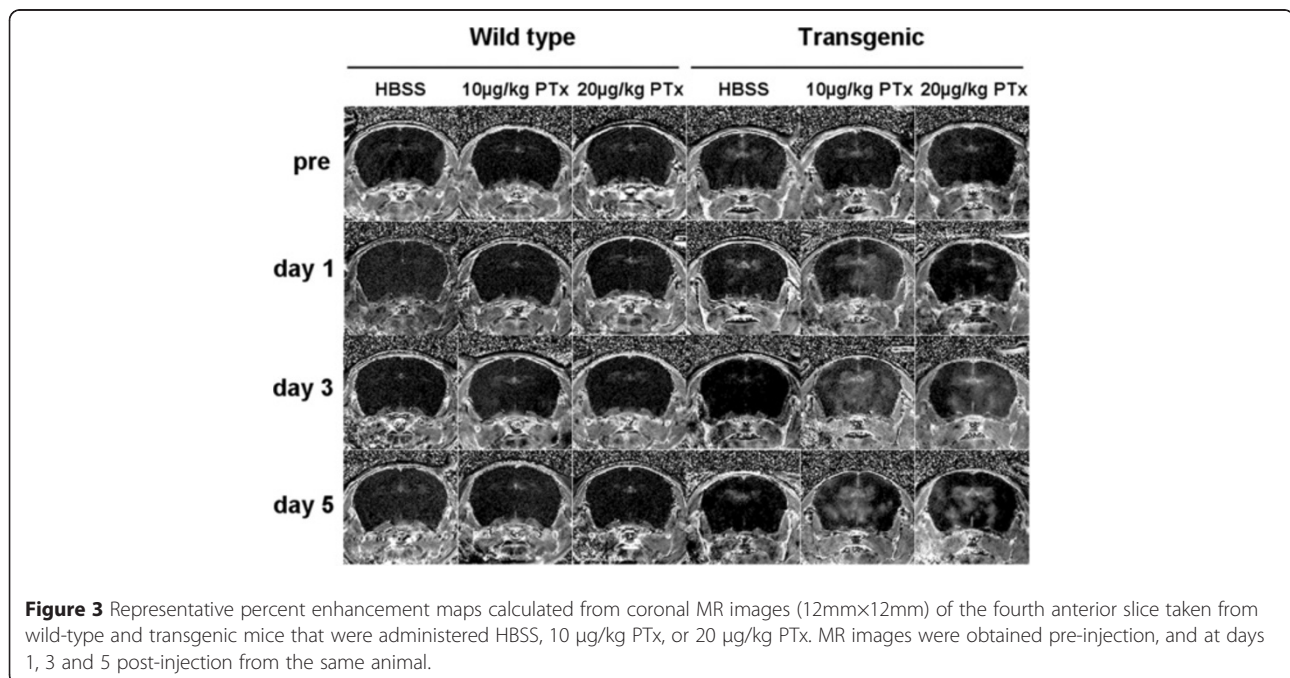 Wild type Transgenic
HBSS 10µg/kg PTx 20µg/kg PTx HBSS 10µg/kg PTx 20µg/kg PTx
pre
day 1
day 3
day 5
Figure 3 Representative percent enhancement maps calculated from coronal MR images (12mm×12mm) of the fourth anterior slice taken from
wild-type and transgenic mice that were administered HBSS, 10 µg/kg PTx, or 20 µg/kg PTx. MR images were obtained pre-injection, and at days
1, 3 and 5 post-injection from the same animal.